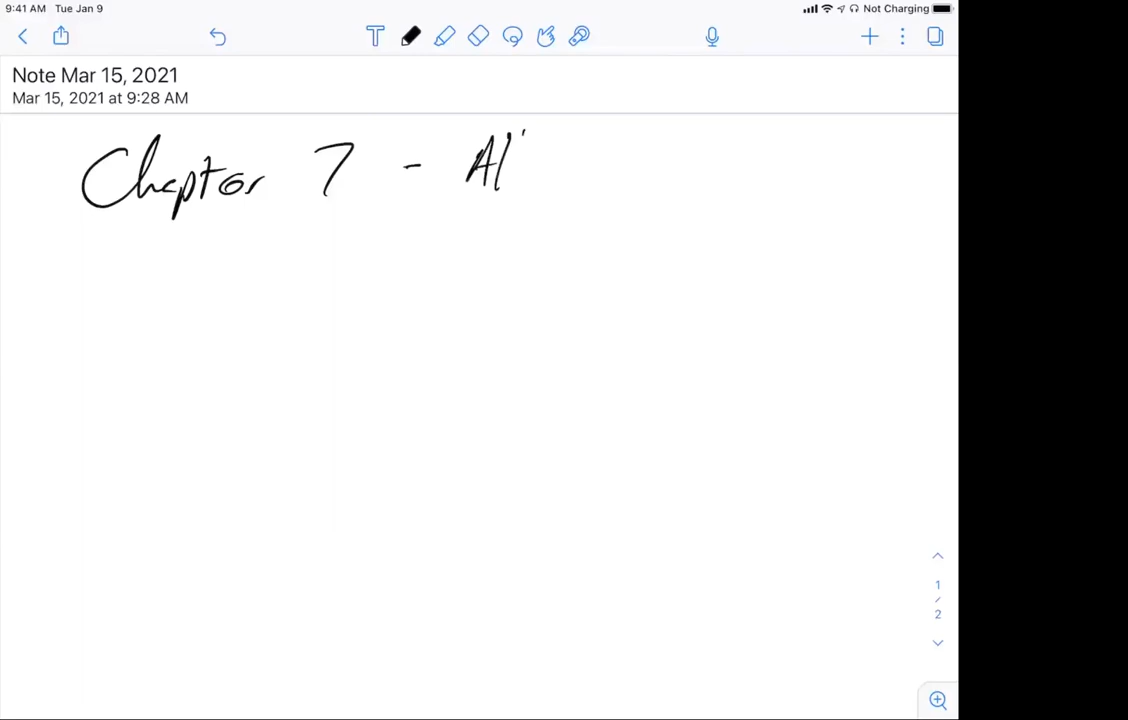 9:41 AM Tue Jan 9
Not Charging
Note Mar 15, 2021
Mar 15, 2021 at 9:28 AM
Chapter 7 - Al
1
/
2